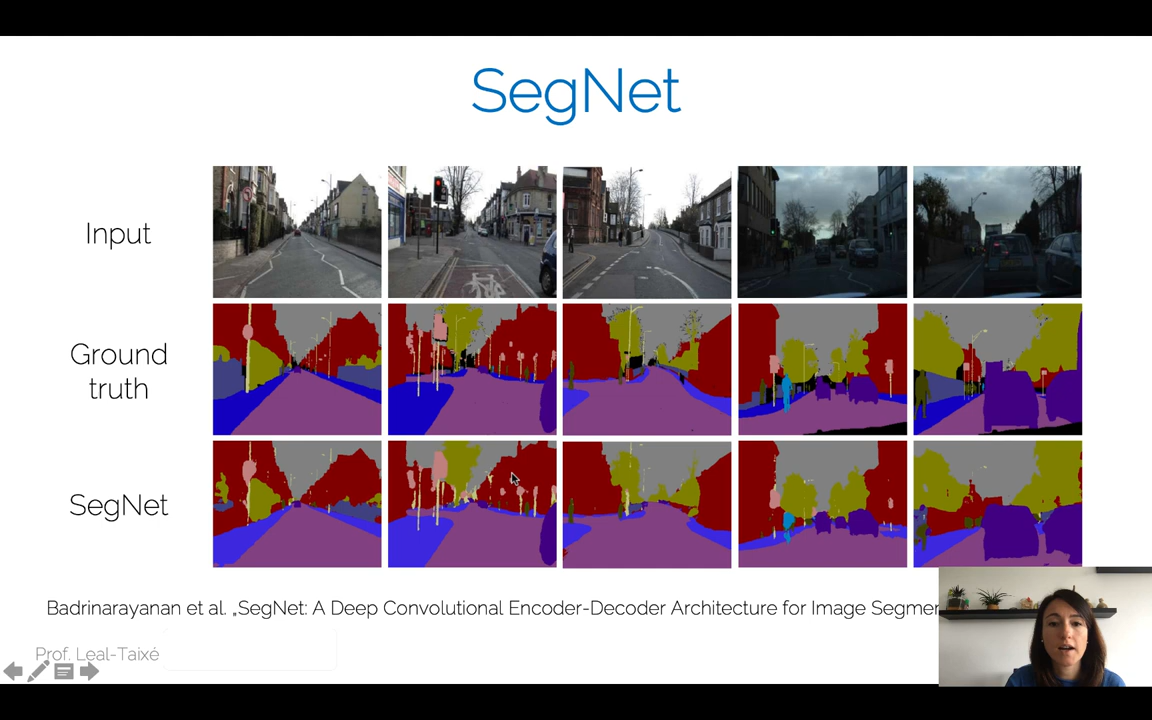 SegNet
Input
Ground
truth
SegNet
Badrinarayanan et al. „SegNet: A Deep Convolutional Encoder-Decoder Architecture for Image Segmen
Prof. Leal-Taixé